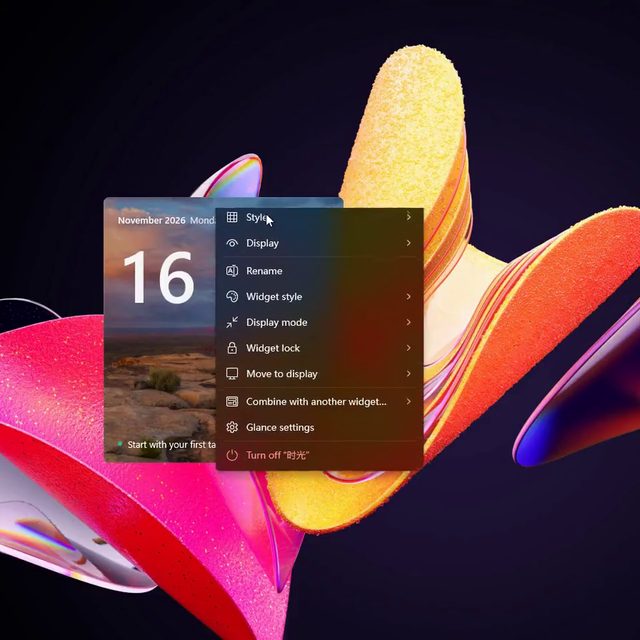 November 2026 Monda
16
Start with your first ta
Style
Display
Rename
Widget style
Display mode
Widget lock
Move to display
Combine with another widget...
Glance settings
Turn off "时光"